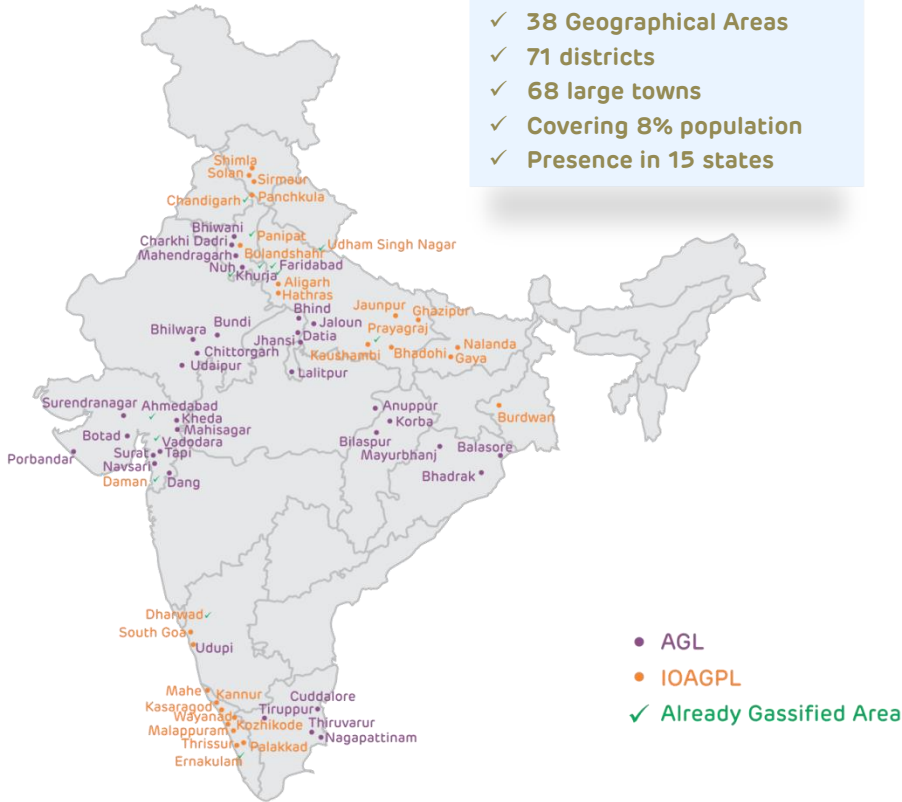 ✓ 38 Geographical Areas
✓ 71 districts
✓ 68 large towns
✓ Covering 8% population
✓ Presence in 15 states
Shimla
Solan
Sirmaur
Chandigarh
Panchkula
Bhiwani
Panipat
Charkhi Dadri
Udham Singh Nagar
Mahendragarh
Bulandshahr
Nuh
Faridabad
Khurja
Aligarh
Hathras
Bhind
Jaunpur
Ghazipur
Bhilwara
Bundi
Jaloun
Prayagraj
Jhansi
Datia
Nalanda
Chittorgarh
Kaushambi
Bhadohi
Gaya
Udaipur
Lalitpur
Surendranagar
Ahmedabad
Anuppur
Kheda
Korba
Burdwan
Mahisagar
Botad
Vadodara
Bilaspur
Surat
Tapi
Mayurbhanj
Balasore
Porbandar
Navsari
Daman
Dang
Bhadrak
Dharwad
South Goa
Udupi
AGL
IOAGPL
✓ Already Gassified Area
Mahe
Kannur
Cuddalore
Kasaragod
Tiruppur
Wayanad
Kozhikode
Thiruvarur
Malappuram
Nagapattinam
Thrissur
Palakkad
Ernakulam